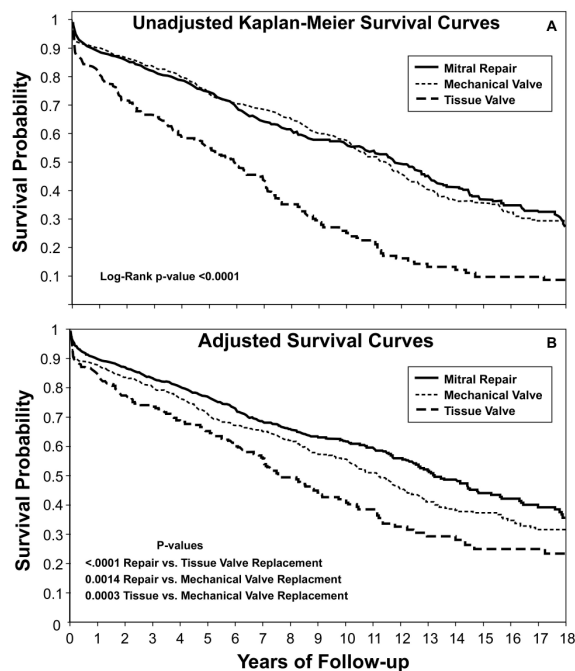 Unadjusted Kaplan-Meier Survival Curves
A
1
0.9
0.8
0.7
0.6
0.5
0.4
0.3
0.2
0.1
Survival Probability
Mitral Repair
Mechanical Valve
Tissue Valve
Log-Rank p-value <0.0001
Adjusted Survival Curves
B
1
0.9
0.8
0.7
0.6
0.5
0.4
0.3
0.2
0.1
0
Survival Probability
Mitral Repair
Mechanical Valve
Tissue Valve
P-values
<.0001 Repair vs. Tissue Valve Replacement
0.0014 Repair vs. Mechanical Valve Replacment
0.0003 Tissue vs. Mechanical Valve Replacement
0 1 2 3 4 5 6 7 8 9 10 11 12 13 14 15 16 17 18
Years of Follow-up